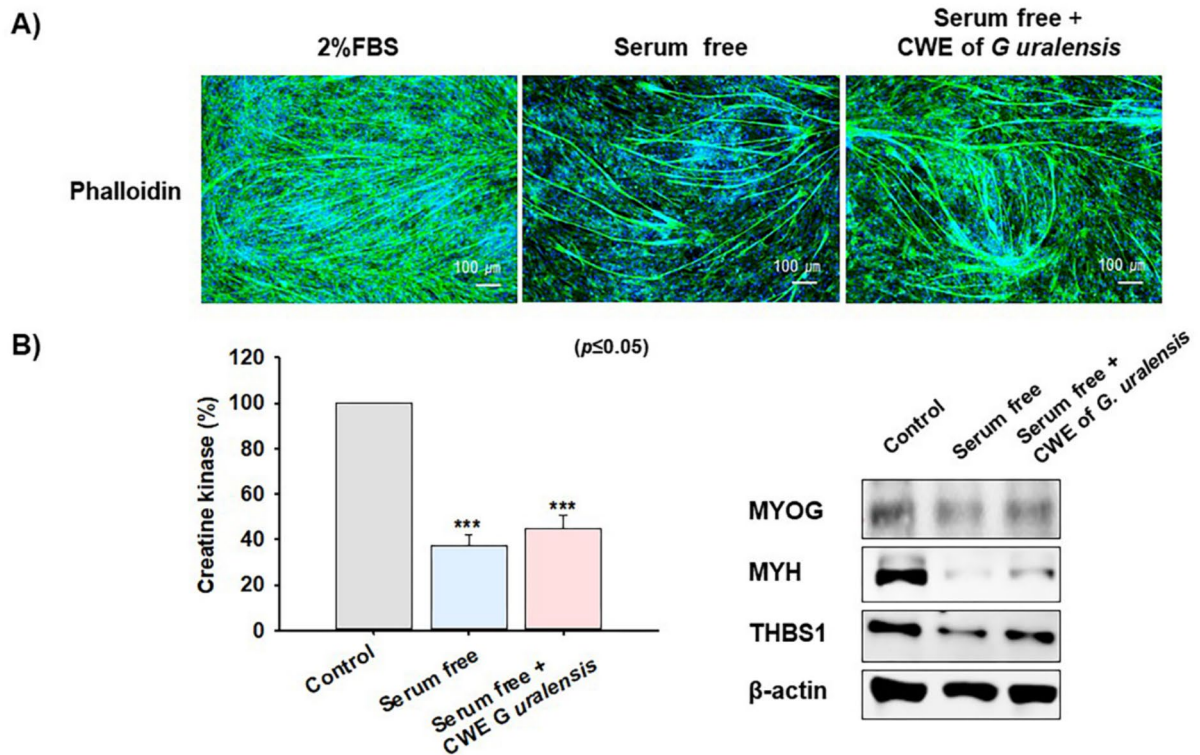 A)
2%FBS
Serum free
Serum free +
CWE of G uralensis
Phalloidin
100 ㎛
100 ㎛
100 ㎛
B)
(p≤0.05)
Creatine kinase (%)
120
100
80
60
40
20
0
***
***
Control
Serum free
Serum free +
CWE G uralensis
Control
Serum free
Serum free +
CWE of G. uralensis
MYOG
MYH
THBS1
β-actin